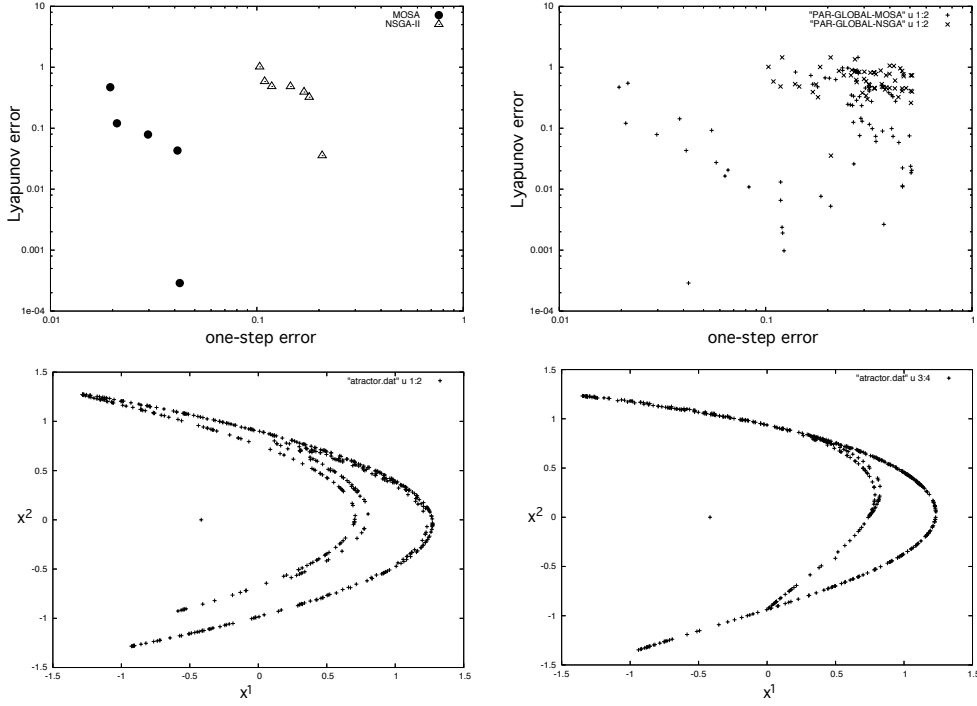 MOSA
NSGA-II
10
1
0.1
0.01
0.001
1e-04
Lyapunov error
0.01
0.1
1
one-step error
"PAR-GLOBAL-MOSA" u 1:2
"PAR-GLOBAL-NSGA" u 1:2
10
1
0.1
0.01
0.001
1e-04
Lyapunov error
0.01
0.1
1
one-step error
"atractor.dat" u 1:2
1.5
1
0.5
0
-0.5
-1
-1.5
x2
-1.5
-1
-0.5
0
0.5
1
1.5
x1
"atractor.dat" u 3:4
1.5
1
0.5
0
-0.5
-1
-1.5
x2
-1.5
-1
-0.5
0
0.5
1
1.5
x1